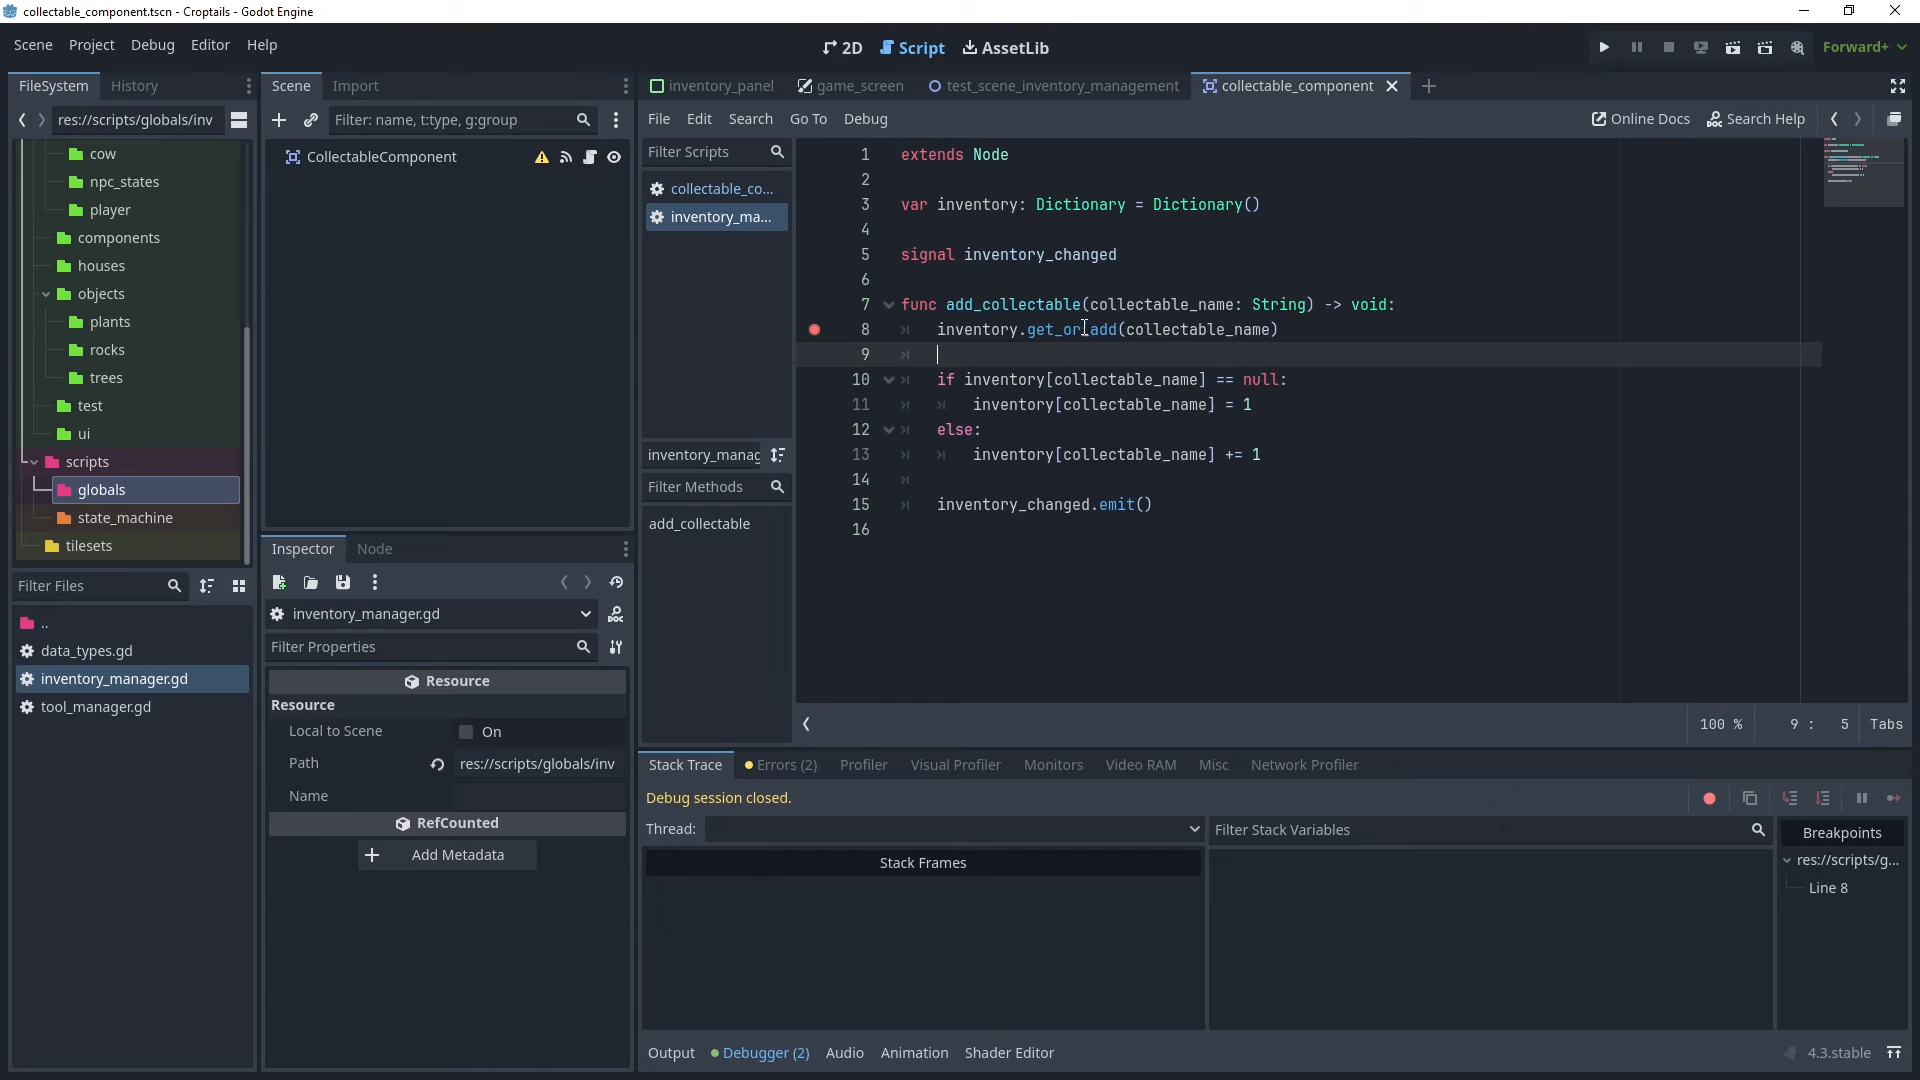 collectable_component.tscn - Croptails - Godot Engine
Scene Project Debug Editor Help
2D Script AssetLib
Forward+
FileSystem History
res://scripts/globals/inv
cow
npc_states
player
components
houses
objects
plants
rocks
trees
test
ui
scripts
globals
state_machine
tilesets
Filter Files
..
data_types.gd
inventory_manager.gd
tool_manager.gd
Scene Import
Filter: name, t:type, g:group
CollectableComponent
Inspector Node
inventory_manager.gd
Filter Properties
Resource
Resource
Local to Scene On
Path res://scripts/globals/inv
Name
RefCounted
Add Metadata
inventory_panel game_screen test_scene_inventory_management collectable_component
File Edit Search Go To Debug
Online Docs Search Help
Filter Scripts
collectable_co...
inventory_ma...
inventory_manag
Filter Methods
add_collectable
1 extends Node
2
3 var inventory: Dictionary = Dictionary()
4
5 signal inventory_changed
6
7 func add_collectable(collectable_name: String) -> void:
8 inventory.get_or_add(collectable_name)
9
10 if inventory[collectable_name] == null:
11 inventory[collectable_name] = 1
12 else:
13 inventory[collectable_name] += 1
14
15 inventory_changed.emit()
16
100 % 9 : 5 Tabs
Stack Trace Errors (2) Profiler Visual Profiler Monitors Video RAM Misc Network Profiler
Debug session closed.
Thread:
Stack Frames
Filter Stack Variables
Breakpoints
res://scripts/g...
Line 8
Output Debugger (2) Audio Animation Shader Editor
4.3.stable